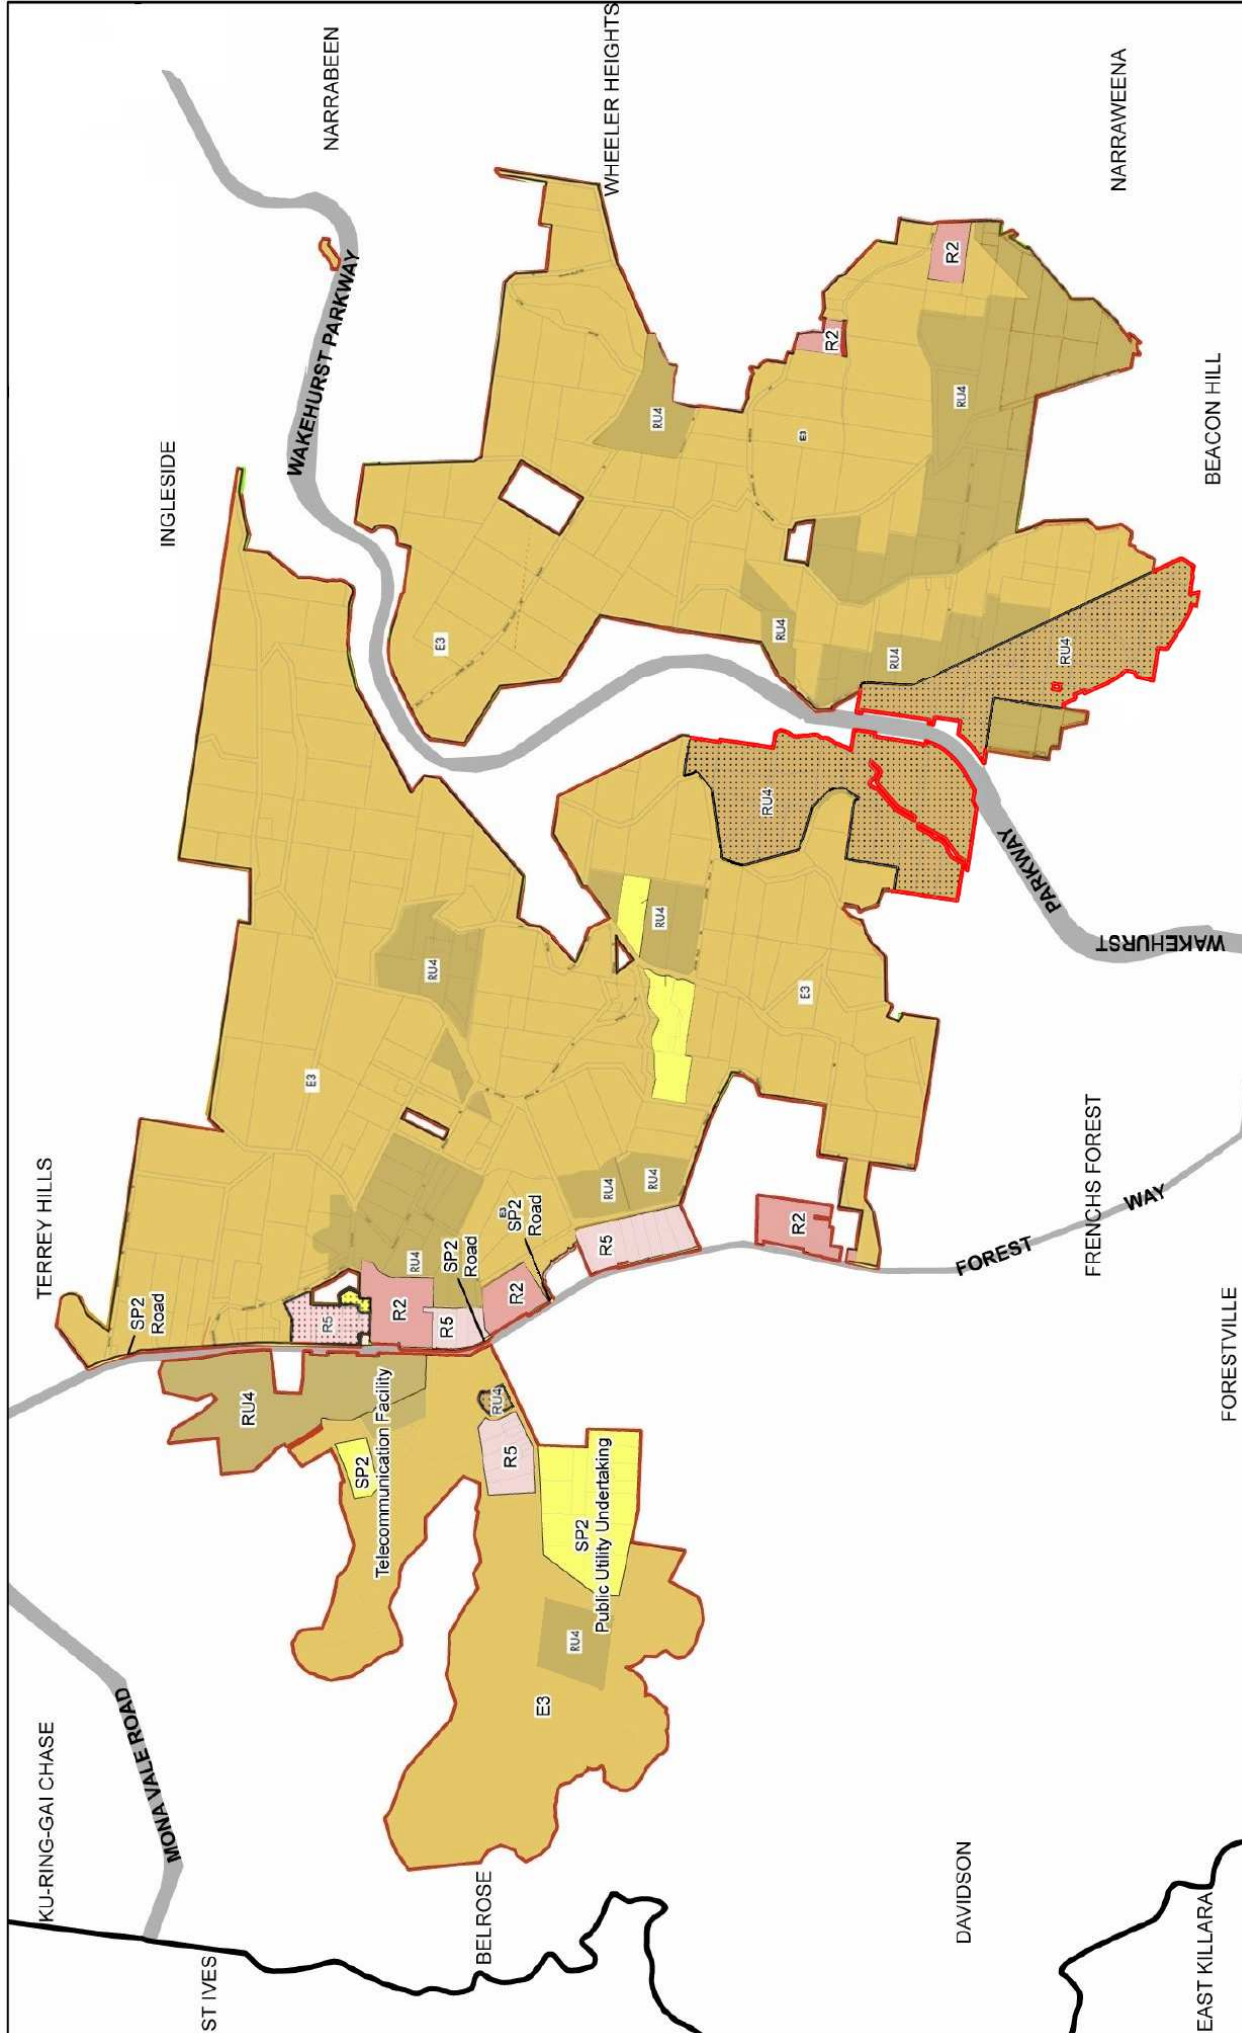 KU-RING-GAI CHASE
TERREY HILLS
MONA VALE ROAD
SP2
Road
INGLESIDE
ST IVES
RU4
E3
R5
NARRABEEN
WAKEHURST PARKWAY
SP2
Telecommunication Facility
R2
RU4
RU4
E3
R5
SP2
Road
BELROSE
RU4
R5
E3
R2
SP2
Road
E3
RU4
SP2
Public Utility Undertaking
R5
RU4
WHEELER HEIGHTS
RU4
RU4
RU4
RU4
RU4
R2
E3
E3
R2
RU4
R2
RU4
DAVIDSON
FOREST WAY
RU4
FRENCHS FOREST
NARRAWEENA
WAKEHURST PARKWAY
EAST KILLARA
FORESTVILLE
BEACON HILL